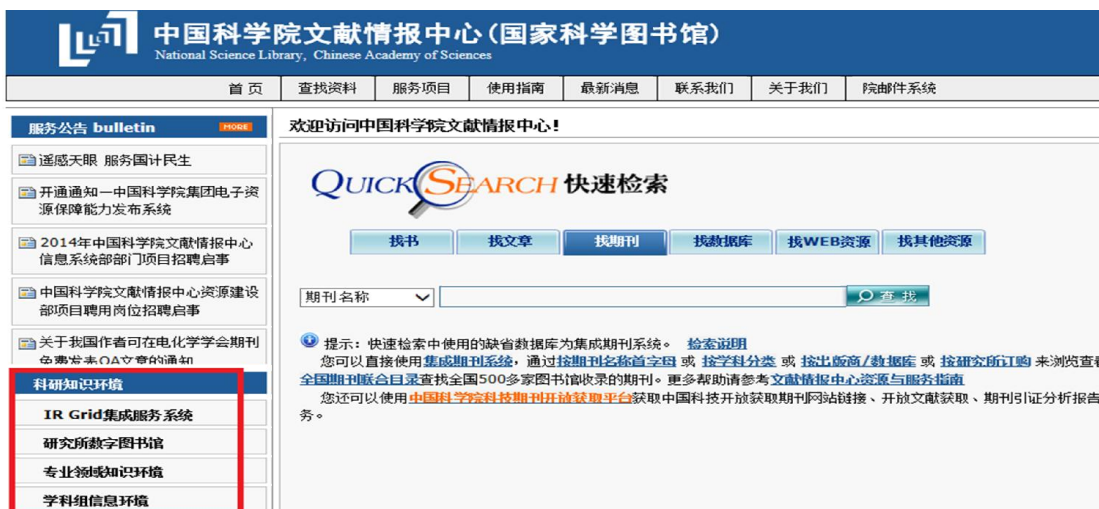 中国科学院文献情报中心(国家科学图书馆)
National Science Library, Chinese Academy of Sciences
首 页 查找资料 服务项目 使用指南 最新消息 联系我们 关于我们 院邮件系统
服务公告 bulletin MORE
遥感天眼 服务国计民生
开通通知—中国科学院集团电子资
源保障能力发布系统
2014年中国科学院文献情报中心
信息系统部部门项目招聘启事
中国科学院文献情报中心资源建设
部项目聘用岗位招聘启事
关于我国作者可在电化学学会期刊
免费发表OA文章的通知
科研知识环境
IR Grid集成服务系统
研究所数字图书馆
专业领域知识环境
学科组信息环境
欢迎访问中国科学院文献情报中心!
QUICK SEARCH 快速检索
找书 找文章 找期刊 找数据库 找WEB资源 找其他资源
期刊名称 查 找
提示：快速检索中使用的缺省数据库为集成期刊系统。 检索说明
您可以直接使用集成期刊系统，通过按期刊名称首字母 或 按学科分类 或 按出版商/数据库 或 按研究所订购 来浏览查看
全国期刊联合目录查找全国500多家图书馆收录的期刊。更多帮助请参考文献情报中心资源与服务指南
您还可以使用中国科学院科技期刊开放获取平台获取中国科技开放获取期刊网站链接、开放文献获取、期刊引证分析报告
务。